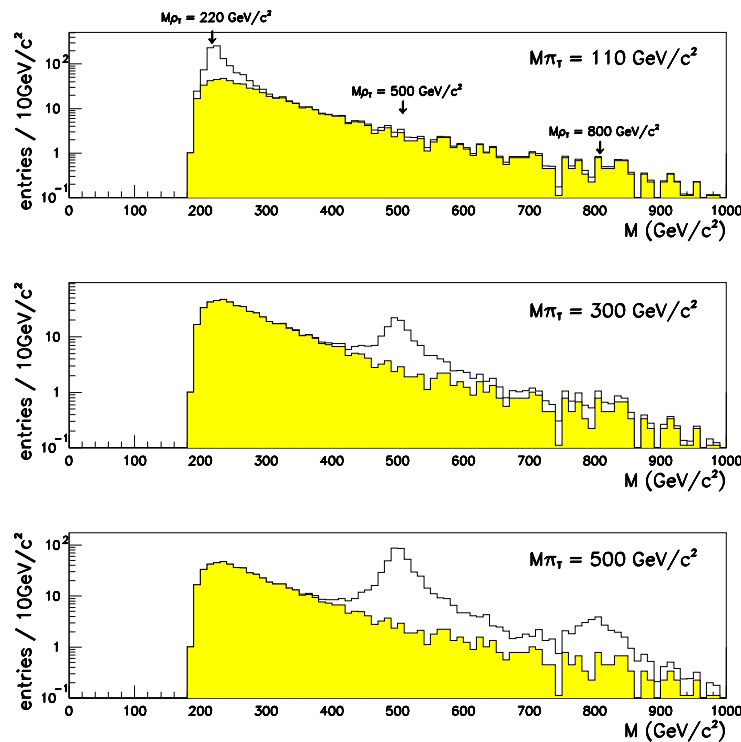 Mρ_T = 220 GeV/c²
Mπ_T = 110 GeV/c²
Mρ_T = 500 GeV/c²
Mρ_T = 800 GeV/c²
entries / 10GeV/c²
10²
10
1
10⁻¹
0 100 200 300 400 500 600 700 800 900 1000
M (GeV/c²)
Mπ_T = 300 GeV/c²
entries / 10GeV/c²
10
1
10⁻¹
0 100 200 300 400 500 600 700 800 900 1000
M (GeV/c²)
Mπ_T = 500 GeV/c²
entries / 10GeV/c²
10²
10
1
10⁻¹
0 100 200 300 400 500 600 700 800 900 1000
M (GeV/c²)